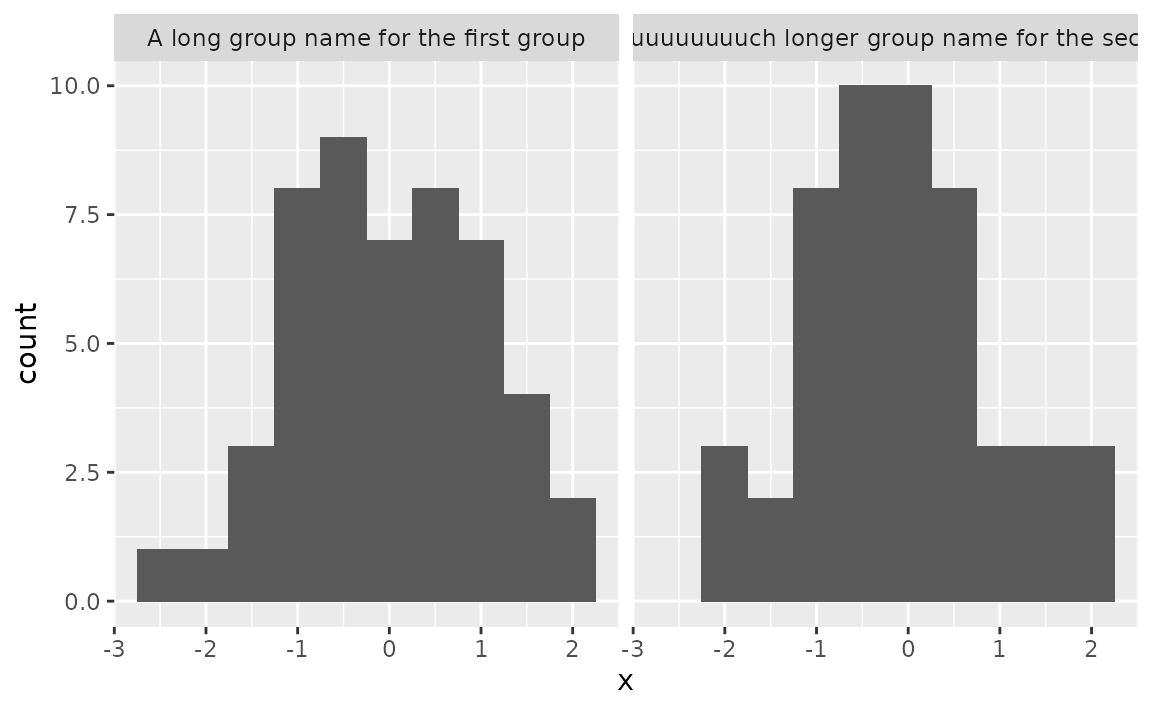 A long group name for the first group
uuuuuuuuch longer group name for the sec
10.0
7.5
5.0
2.5
0.0
count
-3 -2 -1 0 1 2
-3 -2 -1 0 1 2
x